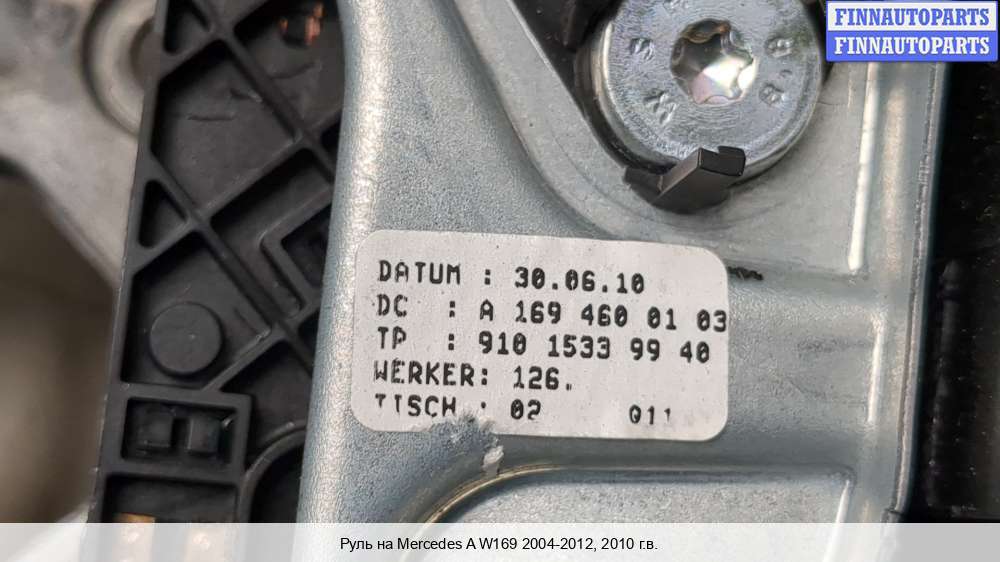 FINNAUTOPARTS
FINNAUTOPARTS
DATUM : 30.06.10
DC : A 169 460 01 03
TP : 910 1533 99 40
WERKER: 126.
TISCH : 02 011
Руль на Mercedes A W169 2004-2012, 2010 г.в.